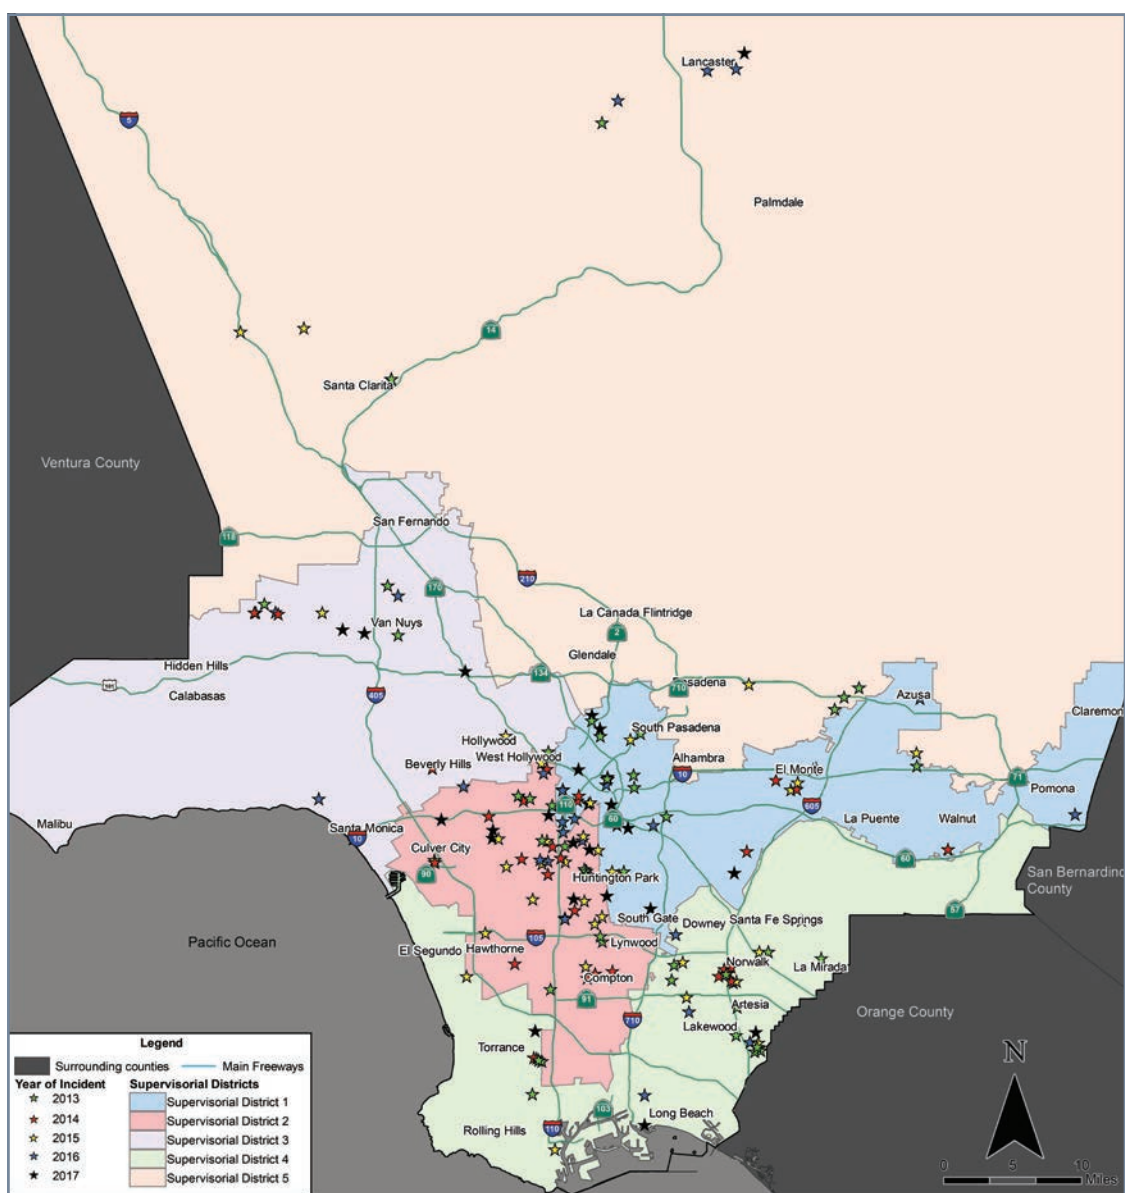 Lancaster
5
Palmdale
14
Santa Clarita
Ventura County
San Fernando
118
210
170
La Canada Flintridge
Van Nuys
2
Glendale
Hidden Hills
134
Pasadena
710
101
Calabasas
405
Azusa
Claremon
South Pasadena
Hollywood
West Hollywood
Beverly Hills
Alhambra
10
El Monte
71
Pomona
110
605
60
Malibu
Santa Monica
10
La Puente
Walnut
Culver City
60
90
Huntington Park
San Bernardino
County
57
South Gate
Downey
Santa Fe Springs
Pacific Ocean
El Segundo
Hawthorne
105
Lynwood
Norwalk
La Mirada
Compton
91
Artesia
Orange County
710
Lakewood
Torrance
103
Long Beach
Rolling Hills
110
N
0 5 10
Miles
Legend
Surrounding counties
Main Freeways
Year of Incident
Supervisorial Districts
2013
Supervisorial District 1
2014
Supervisorial District 2
2015
Supervisorial District 3
2016
Supervisorial District 4
2017
Supervisorial District 5